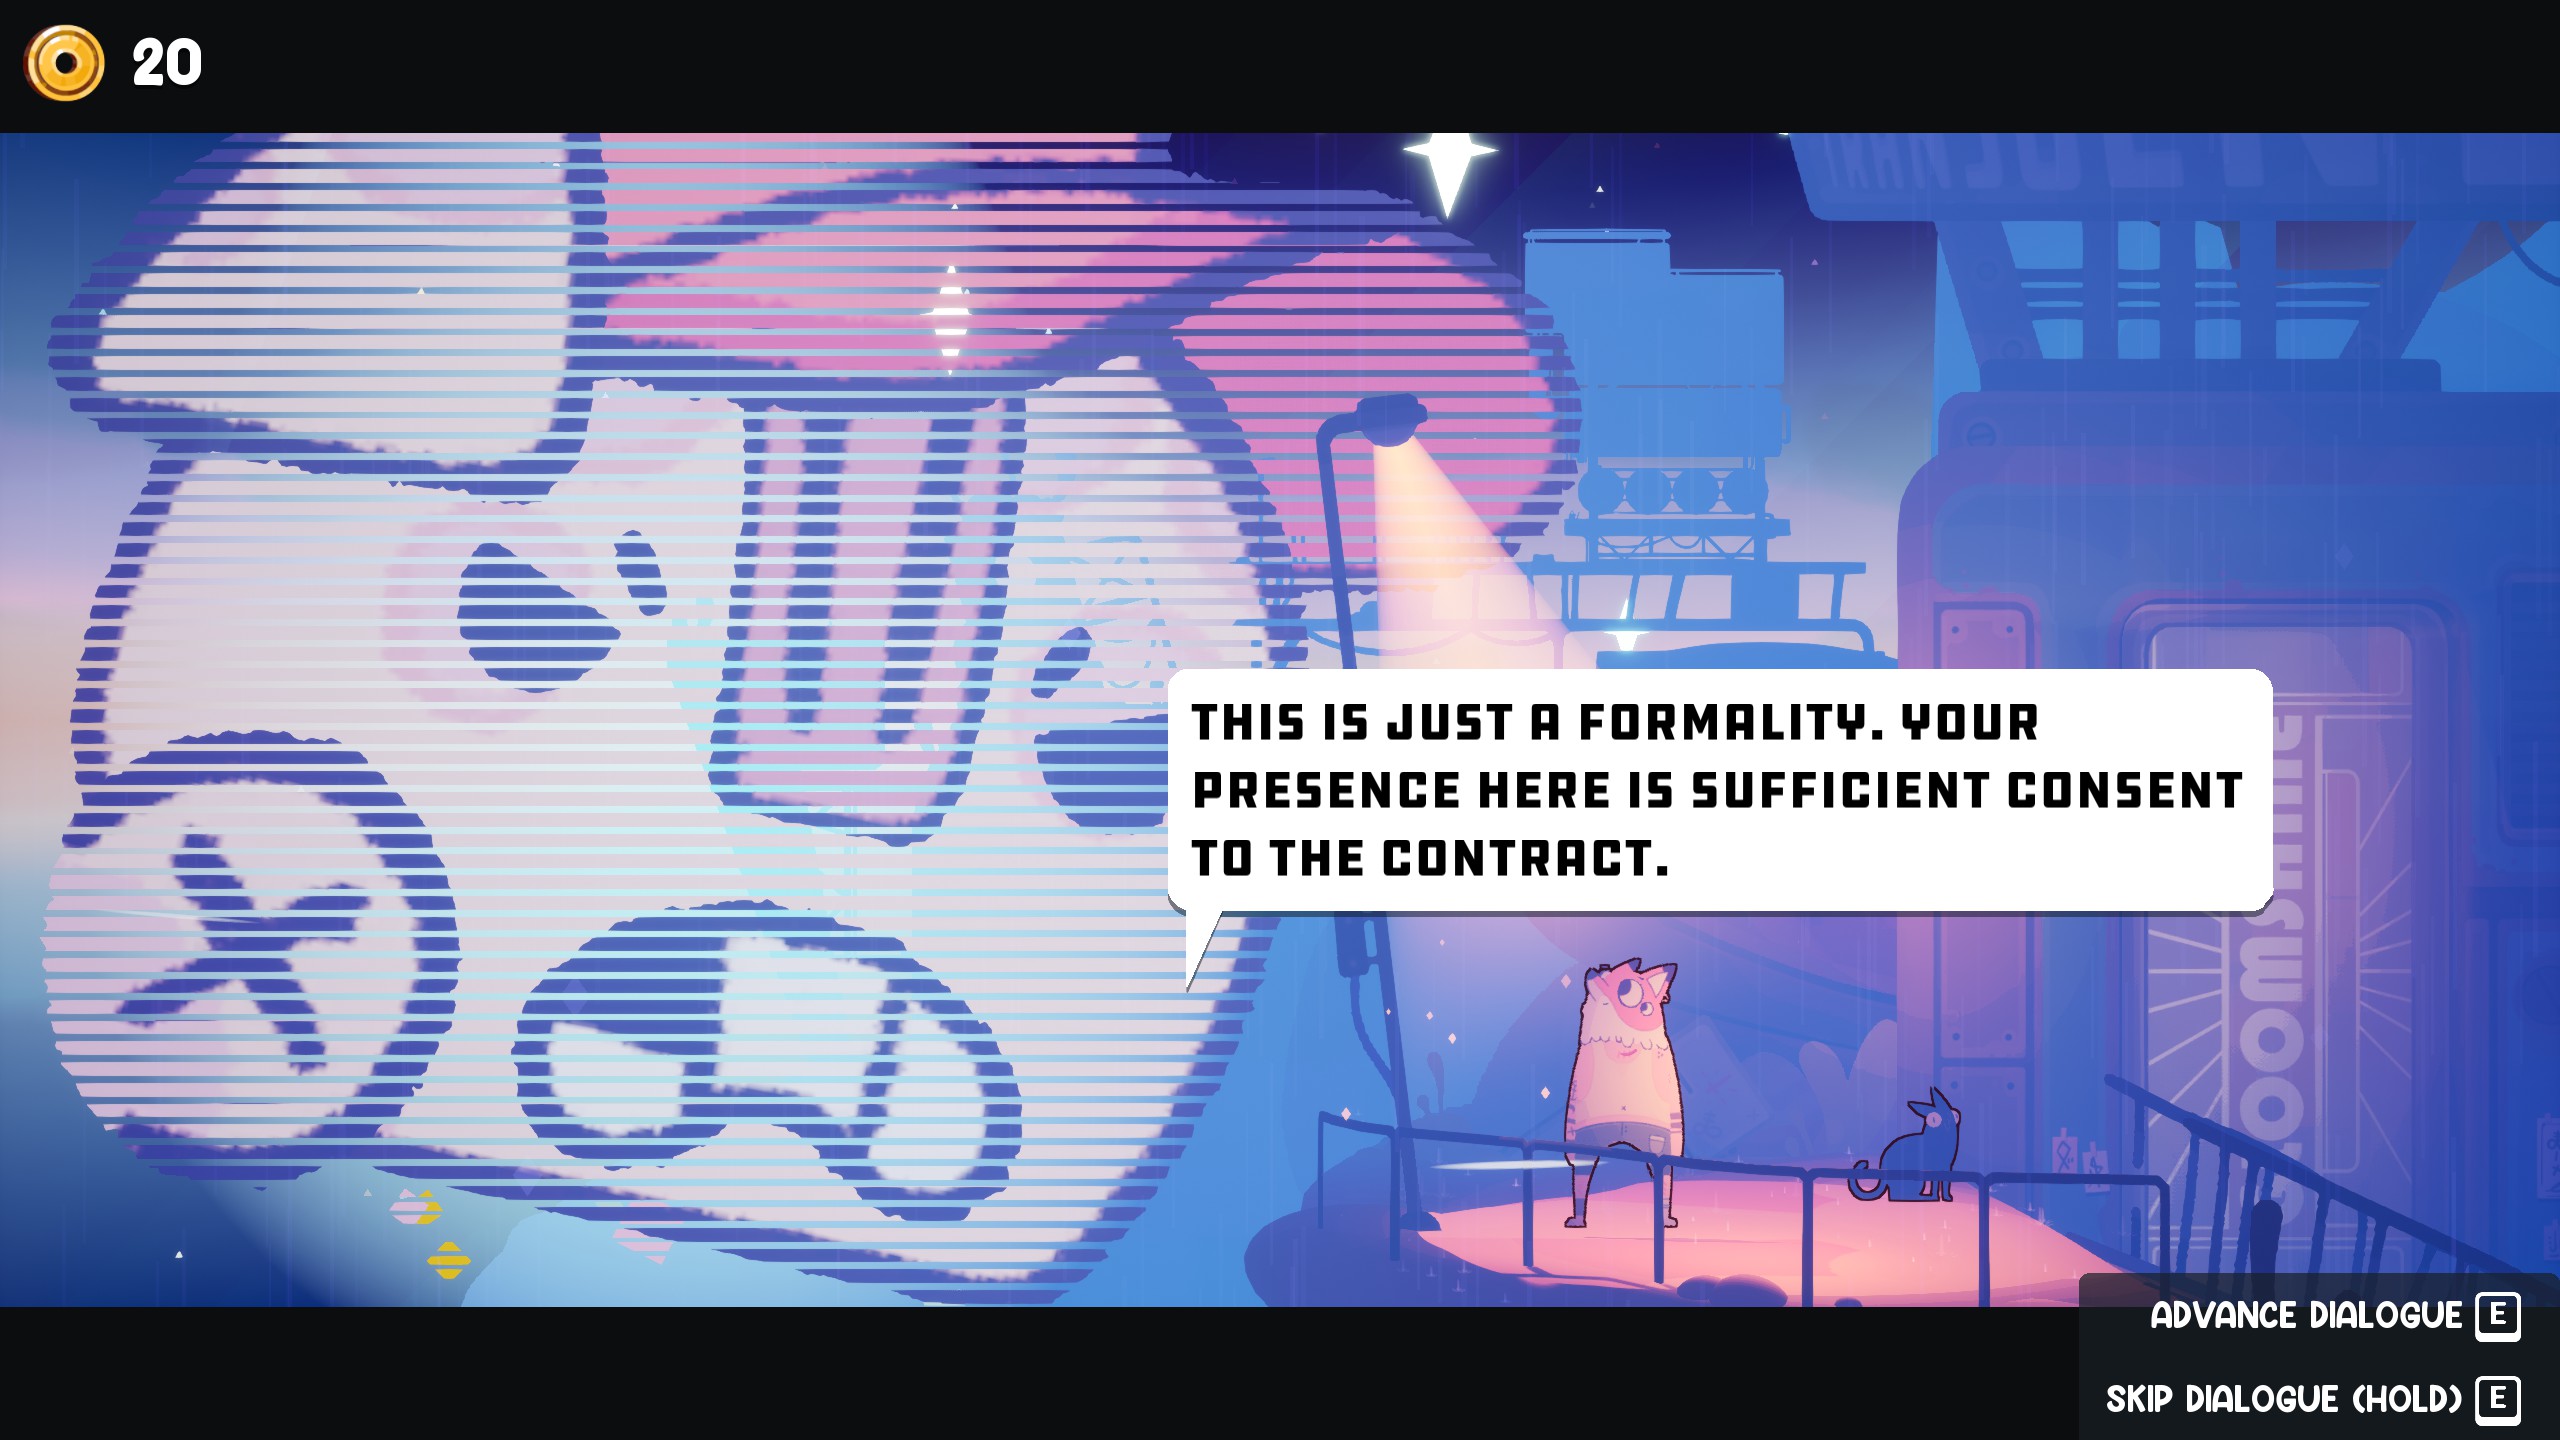 20
THIS IS JUST A FORMALITY. YOUR
PRESENCE HERE IS SUFFICIENT CONSENT
TO THE CONTRACT.
ADVANCE DIALOGUE E
SKIP DIALOGUE (HOLD) E